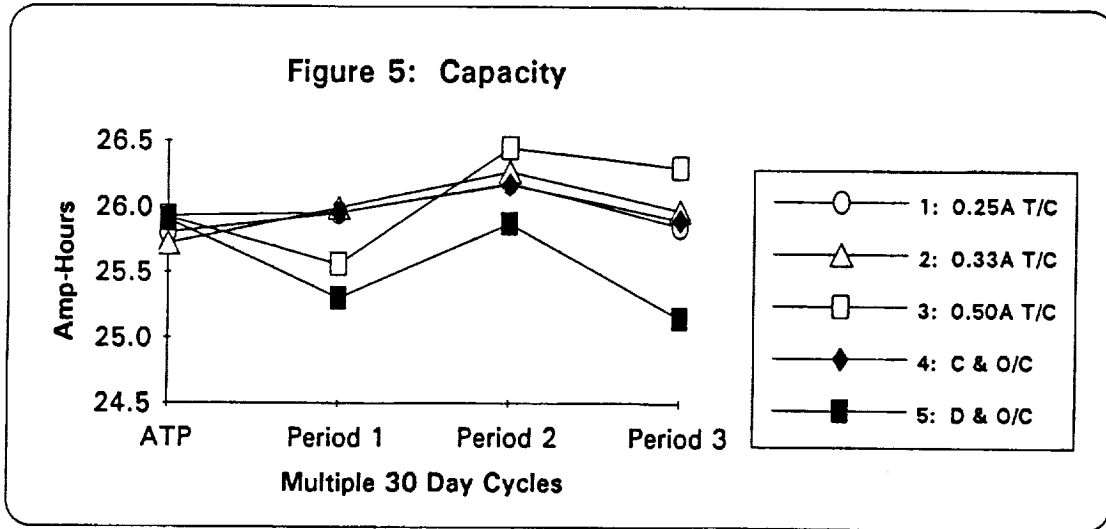 Figure 5: Capacity
Amp-Hours
26.5
26.0
25.5
25.0
24.5
ATP Period 1 Period 2 Period 3
Multiple 30 Day Cycles
1: 0.25A T/C
2: 0.33A T/C
3: 0.50A T/C
4: C & O/C
5: D & O/C